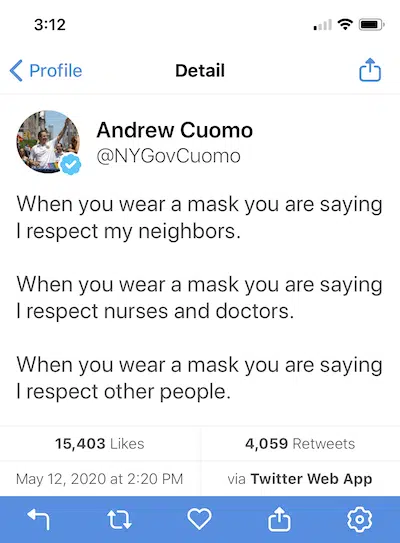 3:12
Profile
Detail
Andrew Cuomo
@NYGovCuomo
When you wear a mask you are saying
I respect my neighbors.
When you wear a mask you are saying
I respect nurses and doctors.
When you wear a mask you are saying
I respect other people.
15,403 Likes
4,059 Retweets
May 12, 2020 at 2:20 PM
via Twitter Web App